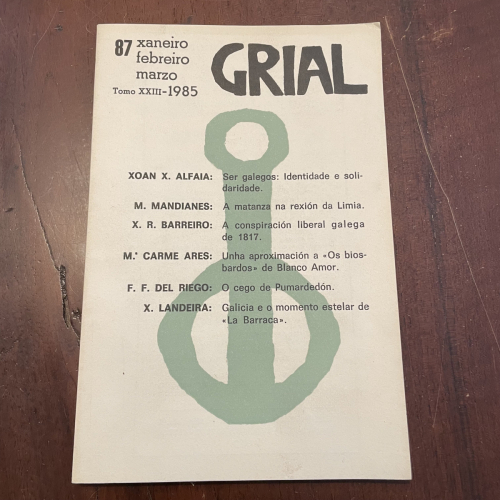 87 xaneiro
febreiro
marzo
Tomo XXIII-1985
GRIAL
XOAN X. ALFAIA: Ser galegos: Identidade e soli-
daridade.
M. MANDIANES: A matanza na rexión da Limia.
X. R. BARREIRO: A conspiración liberal galega
de 1817.
M.ª CARME ARES: Unha aproximación a «Os bios-
bardos» de Blanco Amor.
F. F. DEL RIEGO: O cego de Pumardedón.
X. LANDEIRA: Galicia e o momento estelar de
«La Barraca».